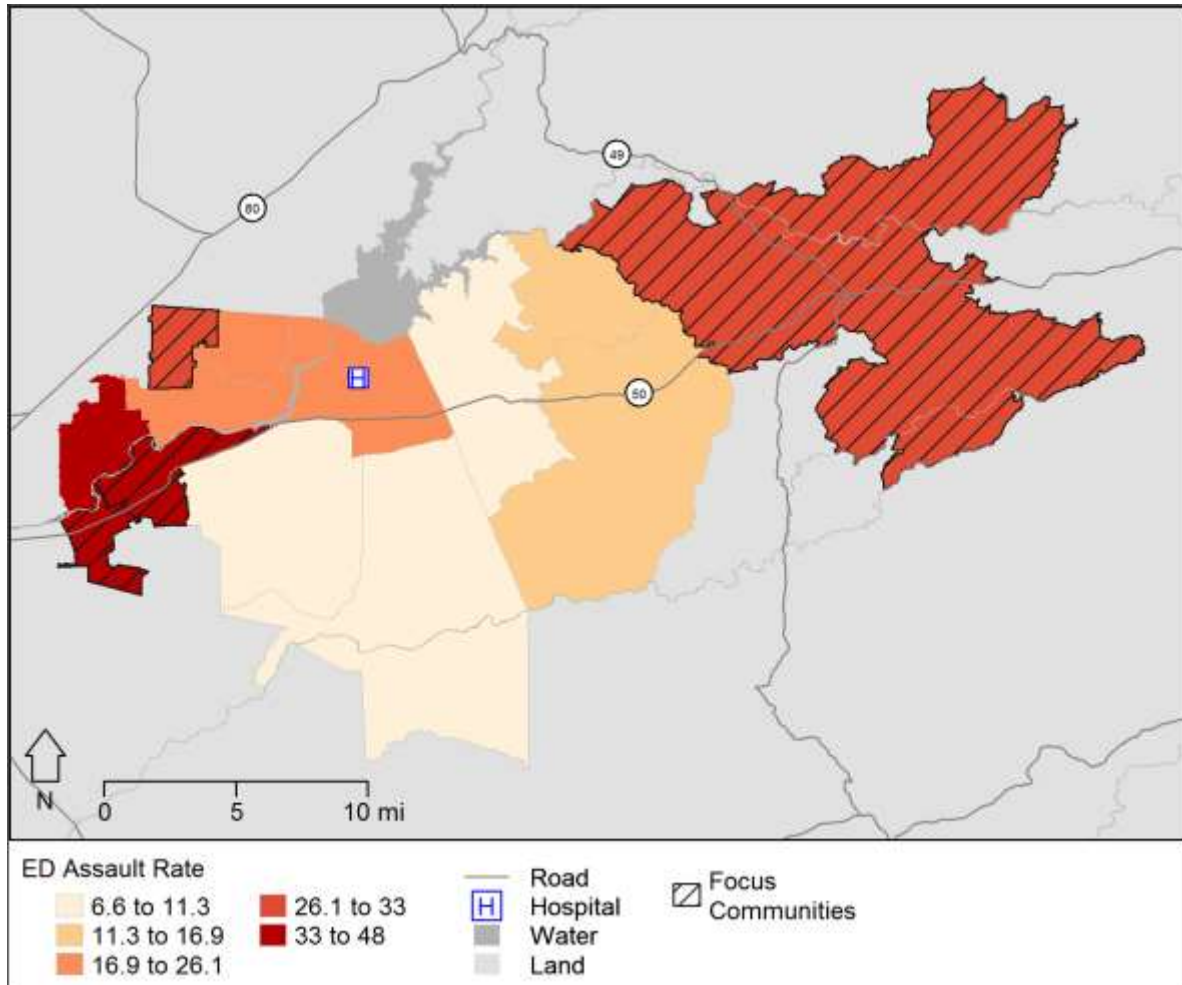 49
80
50
H
N
0 5 10 mi
ED Assault Rate
6.6 to 11.3
11.3 to 16.9
16.9 to 26.1
26.1 to 33
33 to 48
Road
H Hospital
Water
Land
Focus
Communities